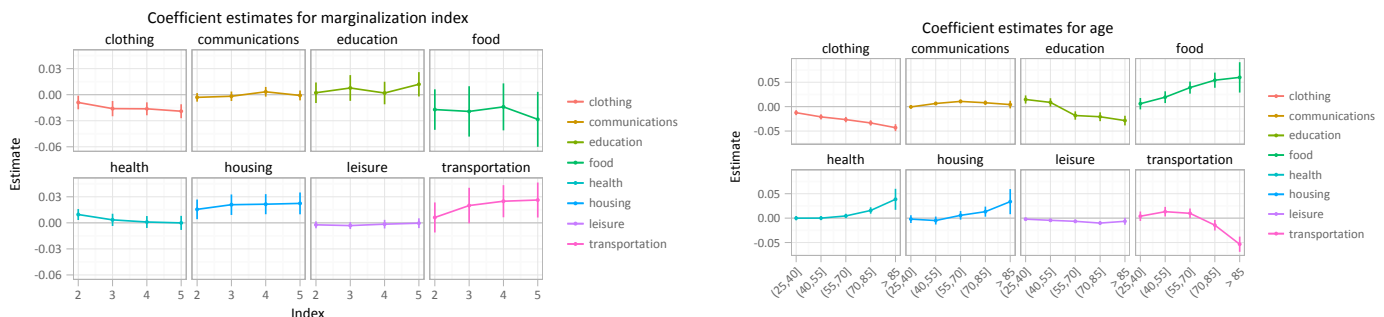 Coefficient estimates for marginalization index
clothing communications education food
0.03
0.00
-0.03
-0.06
health housing leisure transportation
0.03
0.00
-0.03
-0.06
2 3 4 5 2 3 4 5 2 3 4 5 2 3 4 5
Index
Estimate
clothing
communications
education
food
health
housing
leisure
transportation
Coefficient estimates for age
clothing communications education food
0.05
0.00
-0.05
health housing leisure transportation
0.05
0.00
-0.05
(25,40] (40,55] (55,70] (70,85] > 85 (25,40] (40,55] (55,70] (70,85] > 85 (25,40] (40,55] (55,70] (70,85] > 85 (25,40] (40,55] (55,70] (70,85] > 85
Estimate
clothing
communications
education
food
health
housing
leisure
transportation